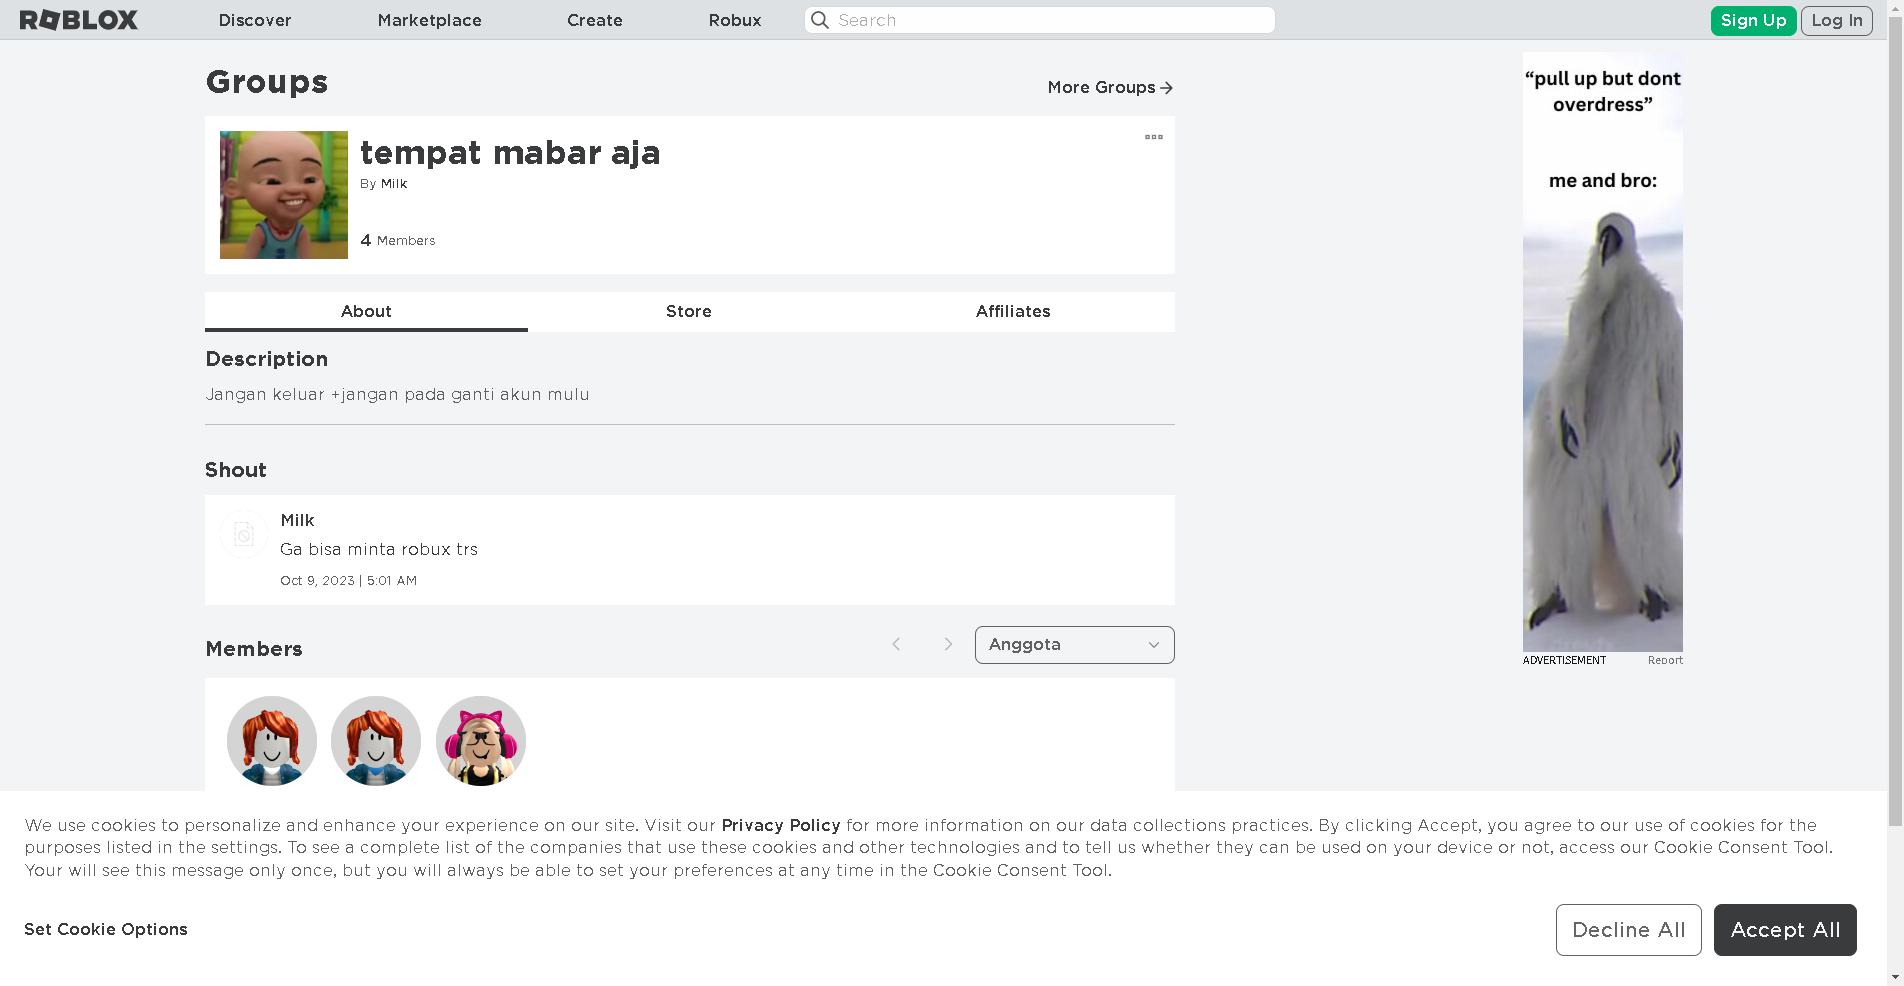 ROBLOX
Discover
Marketplace
Create
Robux
Search
Sign Up
Log In
Groups
More Groups
tempat mabar aja
By Milk
4 Members
About
Store
Affiliates
Description
Jangan keluar +jangan pada ganti akun mulu
Shout
Milk
Ga bisa minta robux trs
Oct 9, 2023 | 5:01 AM
Members
Anggota
“pull up but dont
overdress”
me and bro:
ADVERTISEMENT
Report
We use cookies to personalize and enhance your experience on our site. Visit our Privacy Policy for more information on our data collections practices. By clicking Accept, you agree to our use of cookies for the
purposes listed in the settings. To see a complete list of the companies that use these cookies and other technologies and to tell us whether they can be used on your device or not, access our Cookie Consent Tool.
Your will see this message only once, but you will always be able to set your preferences at any time in the Cookie Consent Tool.
Set Cookie Options
Decline All
Accept All